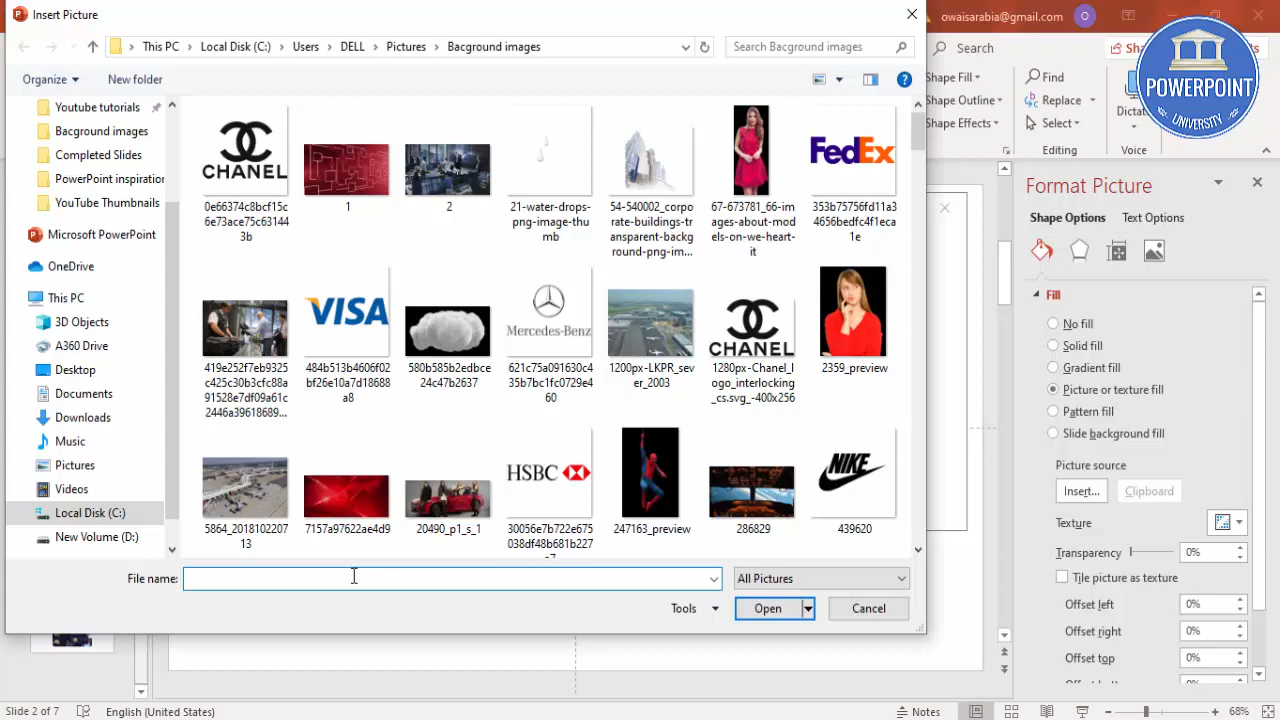 Insert Picture
owaisarabia@gmail.com
O
This PC
Local Disk (C:)
Users
DELL
Pictures
Bacground images
Search Bacground images
Search
Organize
New folder
Shape Fill
Shape Outline
Shape Effects
Find
Replace
Select
Editing
Dictat
Voice
POWERPOINT
UNIVERSITY
Youtube tutorials
Bacground images
Completed Slides
PowerPoint inspiration
YouTube Thumbnails
Microsoft PowerPoint
OneDrive
This PC
3D Objects
A360 Drive
Desktop
Documents
Downloads
Music
Pictures
Videos
Local Disk (C:)
New Volume (D:)
CHANEL
FedEx
0e66374c8bcf15c
6e73ace75c63144
3b
1
2
21-water-drops-
png-image-thu
mb
54-540002_corpo
rate-buildings-tr
ansparent-backg
round-png-im...
67-673781_66-im
ages-about-mod
els-on-we-heart-
it
353b75756fd11a3
4656bedfc4f1eca
1e
VISA
Mercedes-Benz
CHANEL
419e252f7eb9325
c425c30b3cfc88a
91528e7df09a61c
2446a39618689...
484b513b4606f02
bf26e10a7d18688
a8
580b585b2edbce
24c47b2637
621c75a091630c4
35b7bc1fc0729e4
60
1200px-LKPR_sev
er_2003
1280px-Chanel_l
ogo_interlocking
_cs.svg_-400x256
2359_preview
HSBC
NIKE
5864_2018102207
13
7157a97622ae4d9
20490_p1_s_1
30056e7b722e675
038df48b681b227
247163_preview
286829
439620
File name:
All Pictures
Tools
Open
Cancel
Format Picture
Shape Options
Text Options
Fill
No fill
Solid fill
Gradient fill
Picture or texture fill
Pattern fill
Slide background fill
Picture source
Insert...
Clipboard
Texture
Transparency
0%
Tile picture as texture
Offset left
0%
Offset right
0%
Offset top
0%
Slide 2 of 7
English (United States)
Notes
68%